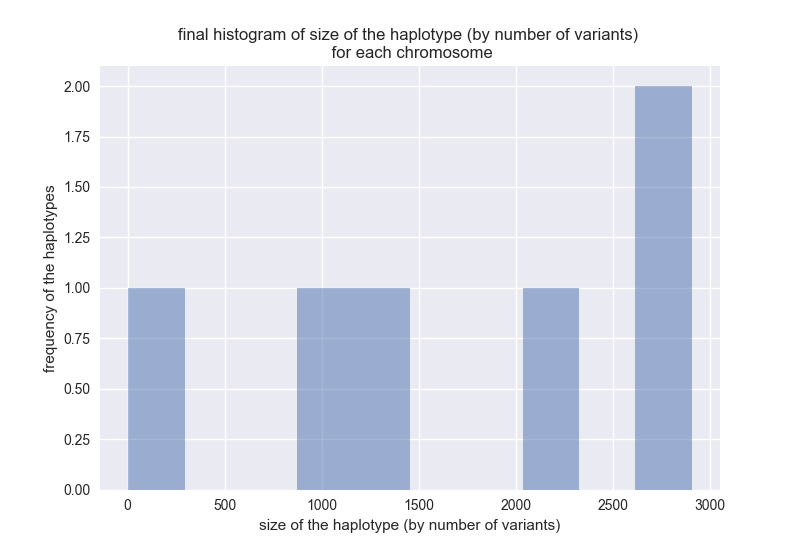 final histogram of size of the haplotype (by number of variants)
for each chromosome
2.00
1.75
1.50
1.25
1.00
0.75
0.50
0.25
0.00
frequency of the haplotypes
0 500 1000 1500 2000 2500 3000
size of the haplotype (by number of variants)